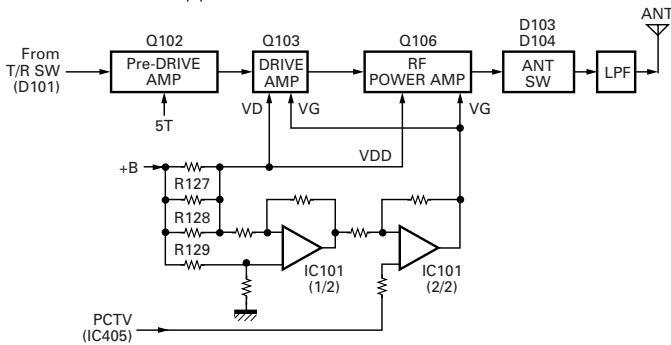 ANT
Q102
Q103
Q106
D103
D104
From
T/R SW
(D101)
Pre-DRIVE
AMP
DRIVE
AMP
RF
POWER AMP
ANT
SW
LPF
5T
VD
VG
VG
VDD
+B
R127
R128
R129
IC101
(1/2)
IC101
(2/2)
PCTV
(IC405)